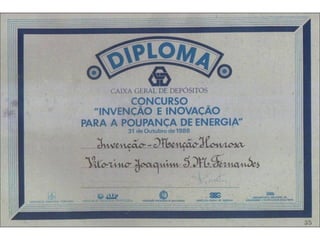 DIPLOMA
CAIXA GERAL DE DEPÓSITOS
CONCURSO
"INVENÇÃO E INOVAÇÃO
PARA A POUPANÇA DE ENERGIA"
31 de Outubro de 1986
Invenção - Menção Honrosa
Vitorino Joaquim S. M. Fernandes
35